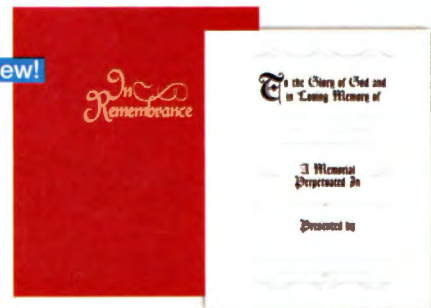 ew!
In
Remembrance
To the Glory of God and
in Loving Memory of
A Memorial
Perpetuated In
Presented by